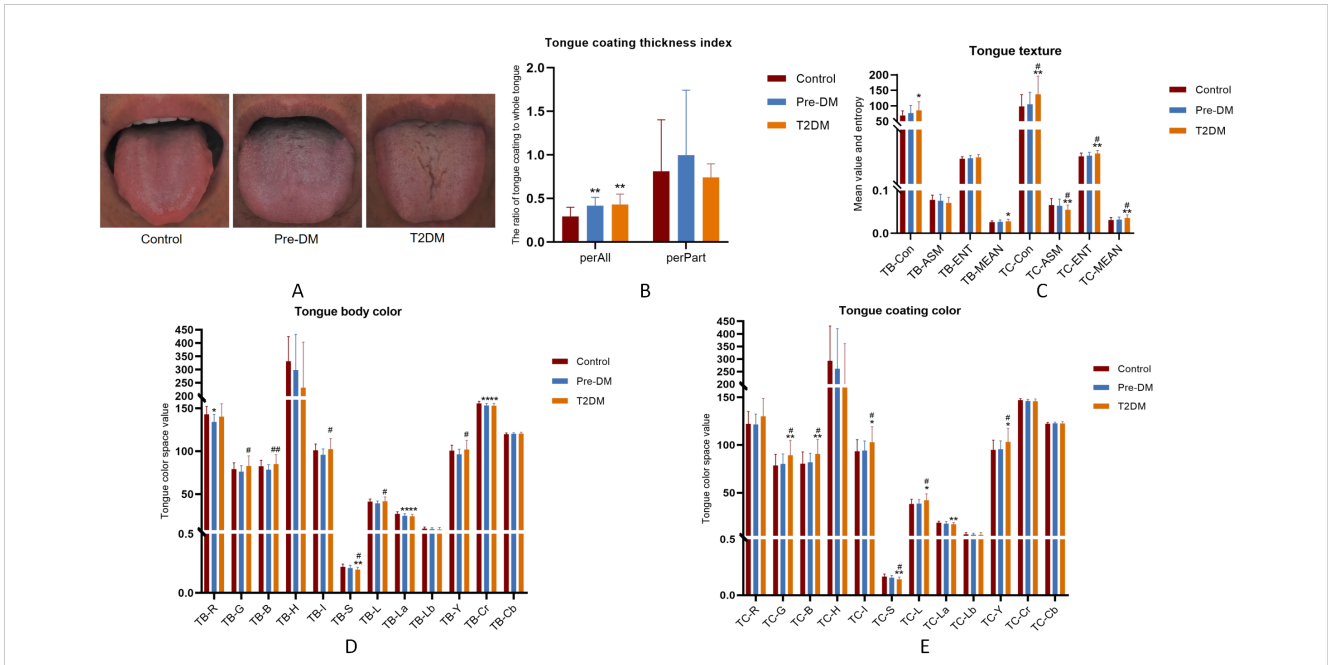 Control
Pre-DM
T2DM
A
Tongue coating thickness index
The ratio of tongue coating to whole tongue
2.0
1.5
1.0
0.5
0.0
** **
perAll
perPart
Control
Pre-DM
T2DM
B
Tongue texture
Mean value and entropy
200
150
100
50
0.1
0.0
*
*
#
**
#
**
#
**
#
**
TB-Con
TB-ASM
TB-ENT
TB-MEAN
TC-Con
TC-ASM
TC-ENT
TC-MEAN
Control
Pre-DM
T2DM
C
Tongue body color
Tongue color space value
450
400
350
300
250
200
150
100
50
0.5
0.0
*
#
##
#
#
**
#
****
#
****
TB-R
TB-G
TB-B
TB-H
TB-I
TB-S
TB-L
TB-La
TB-Lb
TB-Y
TB-Cr
TB-Cb
Control
Pre-DM
T2DM
D
Tongue coating color
Tongue color space value
450
400
350
300
250
200
150
100
50
0.5
0.0
#
**
#
**
#
*
#
**
#
*
**
#
*
TC-R
TC-G
TC-B
TC-H
TC-I
TC-S
TC-L
TC-La
TC-Lb
TC-Y
TC-Cr
TC-Cb
Control
Pre-DM
T2DM
E